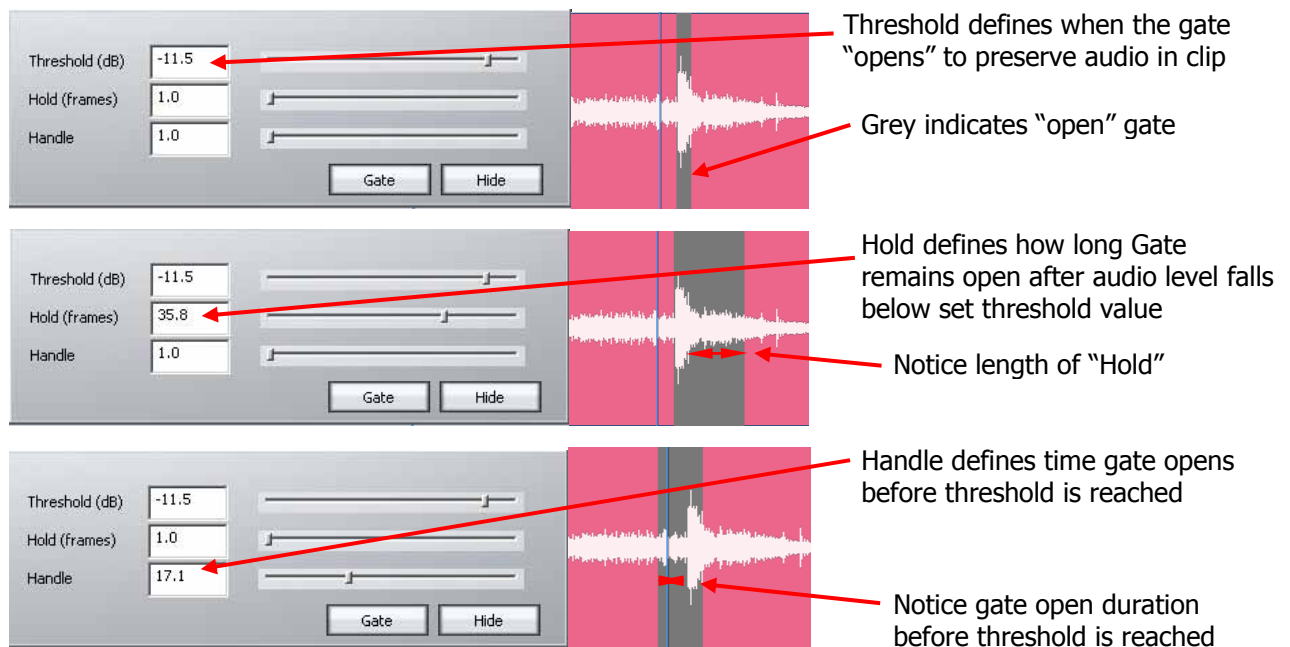 Threshold (dB) -11.5
Hold (frames) 1.0
Handle 1.0
Gate Hide
Threshold defines when the gate
“opens” to preserve audio in clip
Grey indicates “open” gate
Threshold (dB) -11.5
Hold (frames) 35.8
Handle 1.0
Gate Hide
Hold defines how long Gate
remains open after audio level falls
below set threshold value
Notice length of “Hold”
Threshold (dB) -11.5
Hold (frames) 1.0
Handle 17.1
Gate Hide
Handle defines time gate opens
before threshold is reached
Notice gate open duration
before threshold is reached